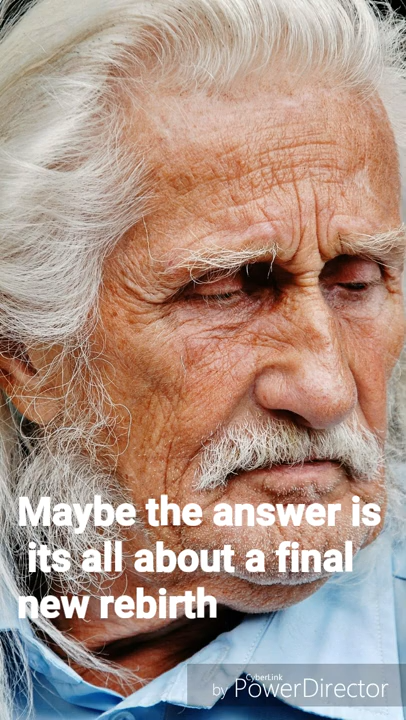 Maybe the answer is
its all about a final
new rebirth
CyberLink
by PowerDirector